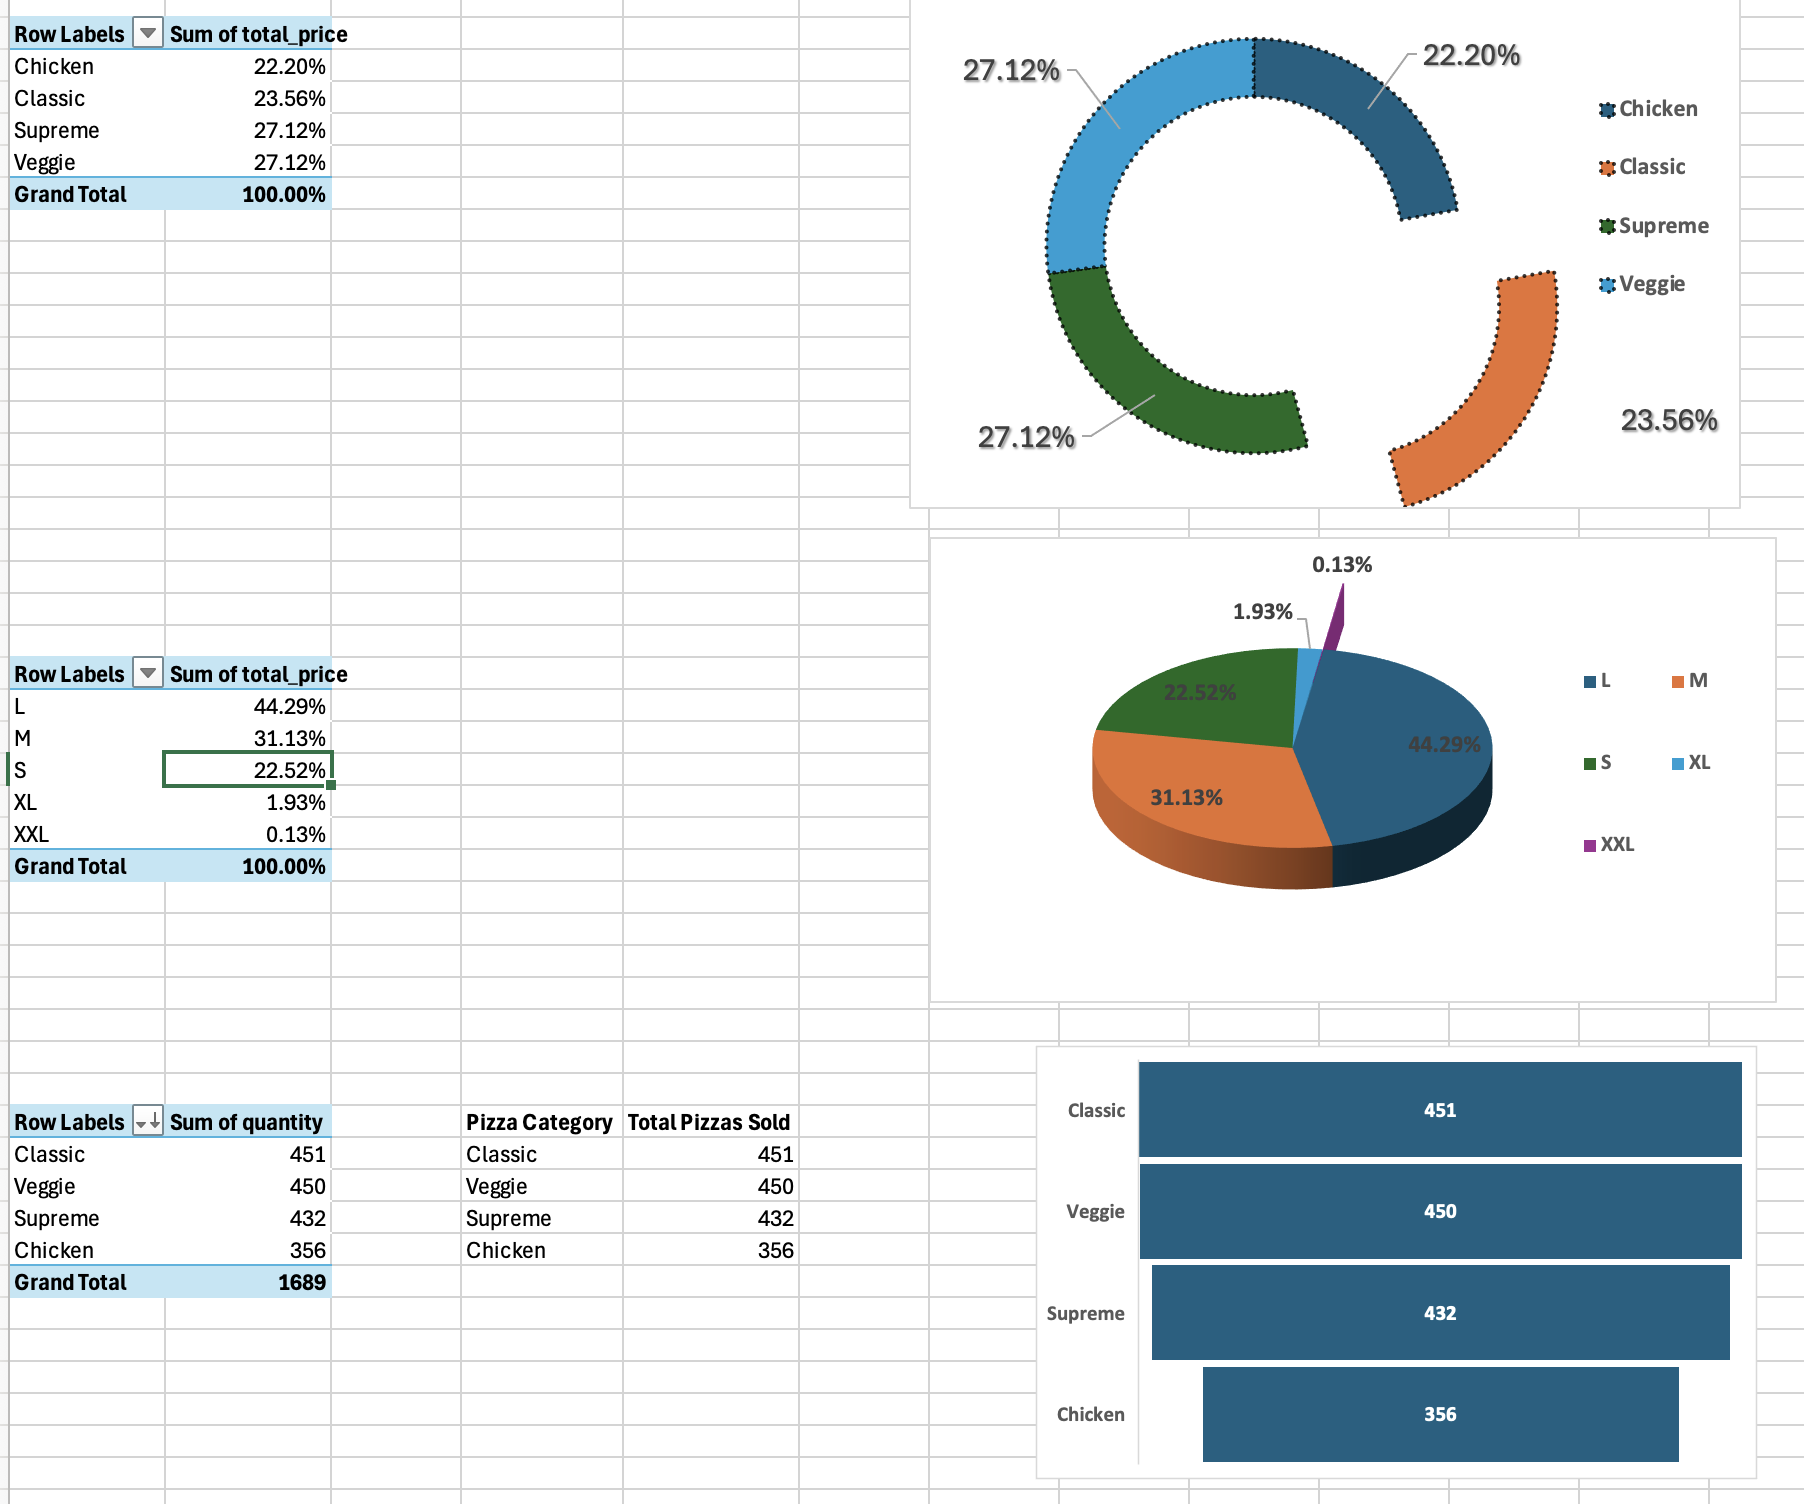 Row Labels Sum of total_price
Chicken 22.20%
Classic 23.56%
Supreme 27.12%
Veggie 27.12%
Grand Total 100.00%
27.12%
22.20%
27.12%
23.56%
Chicken
Classic
Supreme
Veggie
Row Labels Sum of total_price
L 44.29%
M 31.13%
S 22.52%
XL 1.93%
XXL 0.13%
Grand Total 100.00%
0.13%
1.93%
22.52%
44.29%
31.13%
L M
S XL
XXL
Row Labels Sum of quantity
Classic 451
Veggie 450
Supreme 432
Chicken 356
Grand Total 1689
Pizza Category Total Pizzas Sold
Classic 451
Veggie 450
Supreme 432
Chicken 356
Classic 451
Veggie 450
Supreme 432
Chicken 356